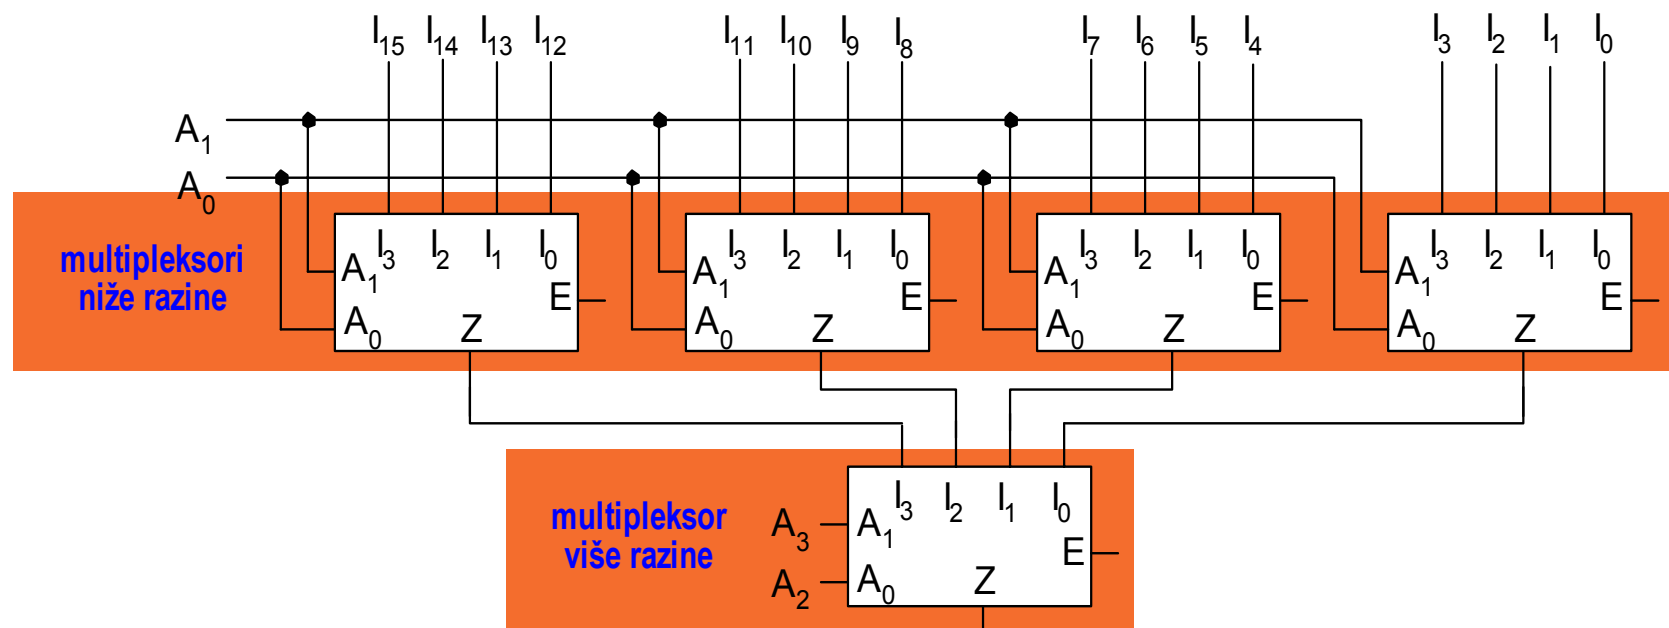 I15 I14 I13 I12 I11 I10 I9 I8 I7 I6 I5 I4 I3 I2 I1 I0
A1
A0
multipleksori
niže razine
I3 I2 I1 I0 I3 I2 I1 I0 I3 I2 I1 I0 I3 I2 I1 I0
A1 A1 A1 A1
E E E E
A0 Z A0 Z A0 Z A0 Z
multipleksor
više razine
I3 I2 I1 I0
A3 A1
E
A2 A0 Z